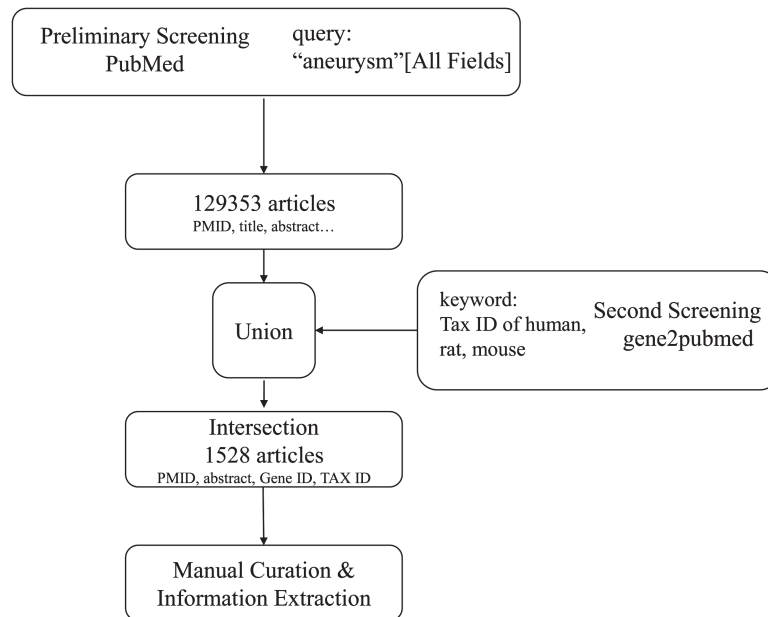 Preliminary Screening
PubMed
query:
“aneurysm”[All Fields]
129353 articles
PMID, title, abstract…
Union
keyword:
Tax ID of human,
rat, mouse
Second Screening
gene2pubmed
Intersection
1528 articles
PMID, abstract, Gene ID, TAX ID
Manual Curation &
Information Extraction